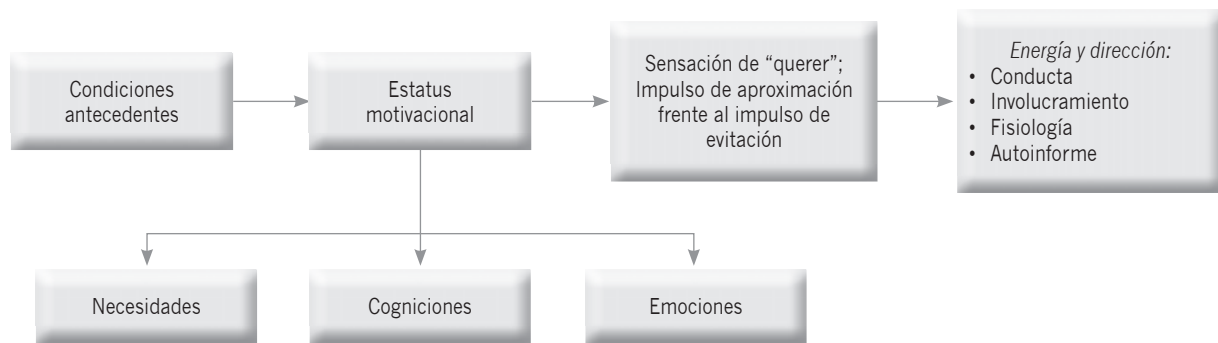 Condiciones
antecedentes
Estatus
motivacional
Sensación de “querer”;
Impulso de aproximación
frente al impulso de
evitación
Energía y dirección:
• Conducta
• Involucramiento
• Fisiología
• Autoinforme
Necesidades
Cogniciones
Emociones